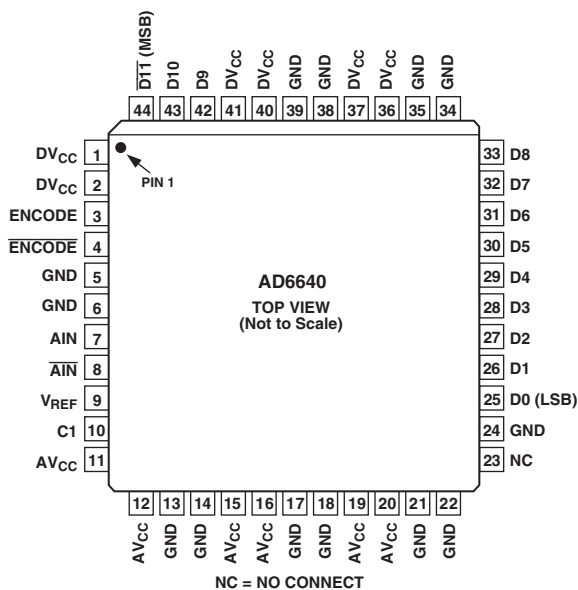 D̅1̅1̅ (MSB)
D10
D9
DVCC
DVCC
GND
GND
DVCC
DVCC
GND
GND
44 43 42 41 40 39 38 37 36 35 34
DVCC 1
PIN 1
DVCC 2
ENCODE 3
E̅N̅C̅O̅D̅E̅ 4
GND 5
GND 6
AIN 7
A̅I̅N̅ 8
VREF 9
C1 10
AVCC 11
AD6640
TOP VIEW
(Not to Scale)
33 D8
32 D7
31 D6
30 D5
29 D4
28 D3
27 D2
26 D1
25 D0 (LSB)
24 GND
23 NC
12 13 14 15 16 17 18 19 20 21 22
AVCC
GND
GND
AVCC
AVCC
GND
GND
AVCC
AVCC
GND
GND
NC = NO CONNECT